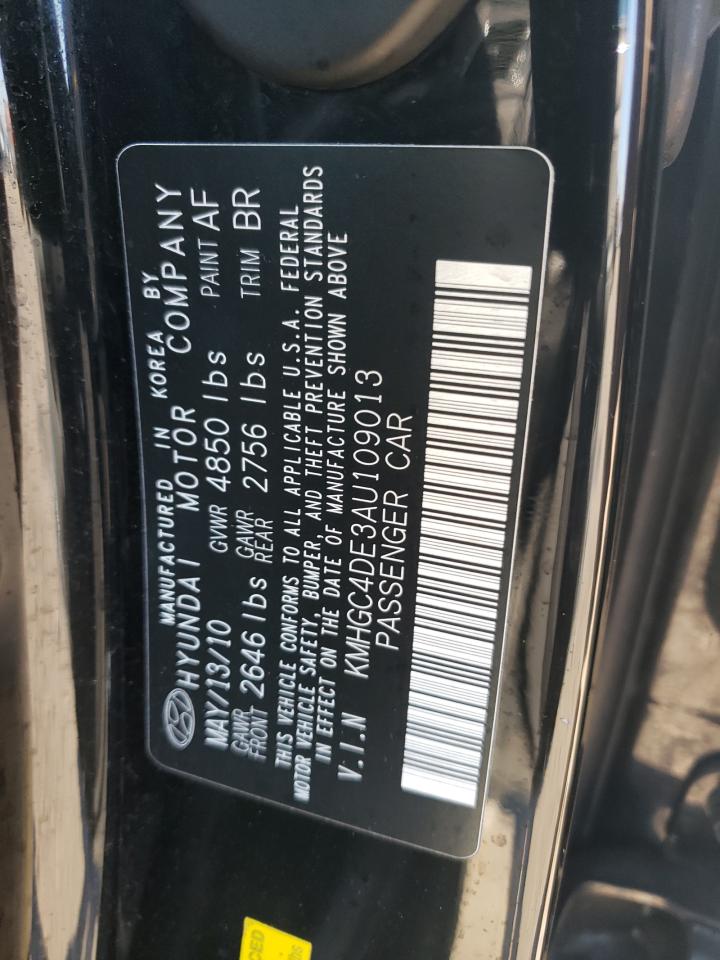 MANUFACTURED IN KOREA BY
HYUNDAI MOTOR COMPANY
MAY/13/10 GVWR 4850 lbs PAINT AF
GAWR FRONT 2646 lbs GAWR REAR 2756 lbs TRIM BR
THIS VEHICLE CONFORMS TO ALL APPLICABLE U.S.A. FEDERAL
MOTOR VEHICLE SAFETY, BUMPER, AND THEFT PREVENTION STANDARDS
IN EFFECT ON THE DATE OF MANUFACTURE SHOWN ABOVE
V.I.N KMHGC4DE3AU109013
PASSENGER CAR
CED
lbs